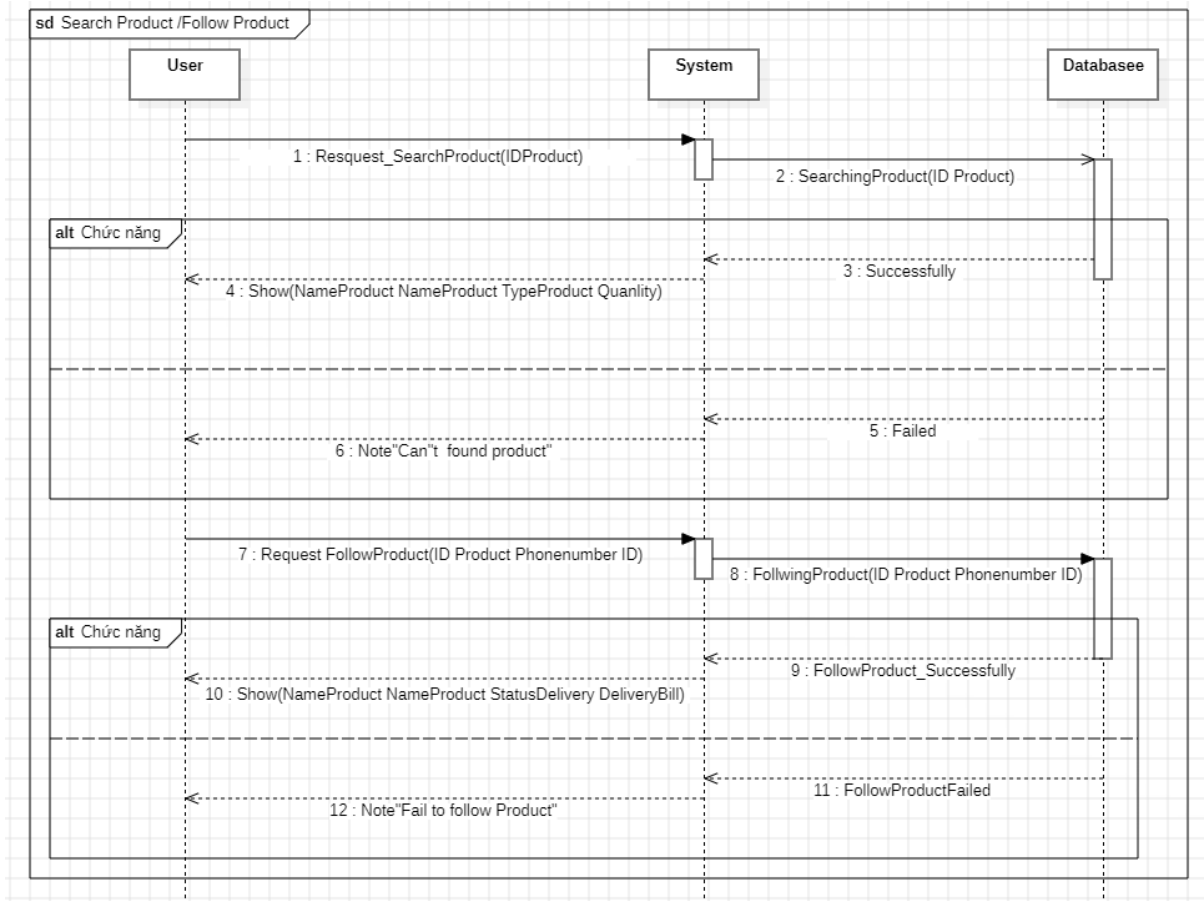 sd Search Product /Follow Product
User
System
Databasee
1 : Resquest_SearchProduct(IDProduct)
2 : SearchingProduct(ID Product)
alt Chức năng
3 : Successfully
4 : Show(NameProduct NameProduct TypeProduct Quanlity)
5 : Failed
6 : Note"Can"t found product"
7 : Request FollowProduct(ID Product Phonenumber ID)
8 : FollwingProduct(ID Product Phonenumber ID)
alt Chức năng
9 : FollowProduct_Successfully
10 : Show(NameProduct NameProduct StatusDelivery DeliveryBill)
11 : FollowProductFailed
12 : Note"Fail to follow Product"